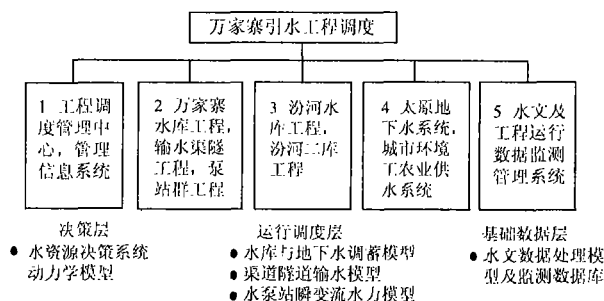 万家寨引水工程调度
1 工程调
度管理中
心，管理
信息系统
2 万家寨
水库工程，
输水渠隧
工程，泵
站群工程
3 汾河水
库工程，
汾河二库
工程
4 太原地
下水系统，
城市环境
工农业供
水系统
5 水文及
工程运行
数据监测
管理系统
决策层
● 水资源决策系统
动力学模型
运行调度层
● 水库与地下水调蓄模型
● 渠道隧道输水模型
● 水泵站瞬变流水力模型
基础数据层
● 水文数据处理模
型及监测数据库